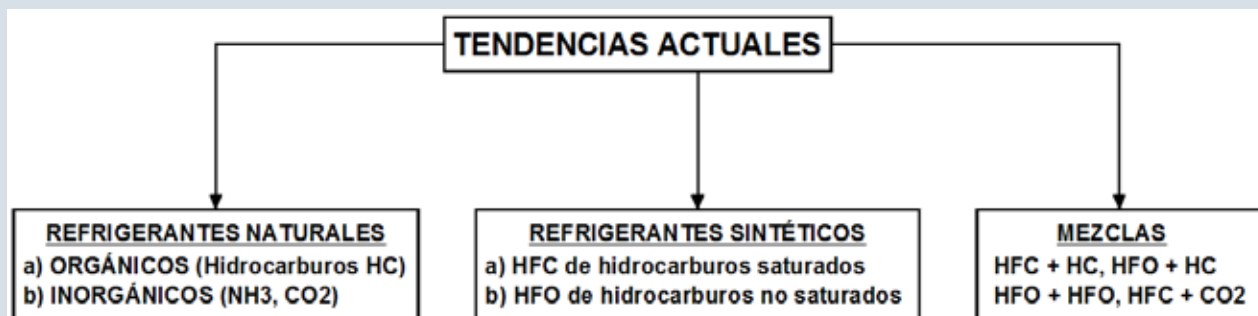 TENDENCIAS ACTUALES
REFRIGERANTES NATURALES
a) ORGÁNICOS (Hidrocarburos HC)
b) INORGÁNICOS (NH3, CO2)
REFRIGERANTES SINTÉTICOS
a) HFC de hidrocarburos saturados
b) HFO de hidrocarburos no saturados
MEZCLAS
HFC + HC, HFO + HC
HFO + HFO, HFC + CO2